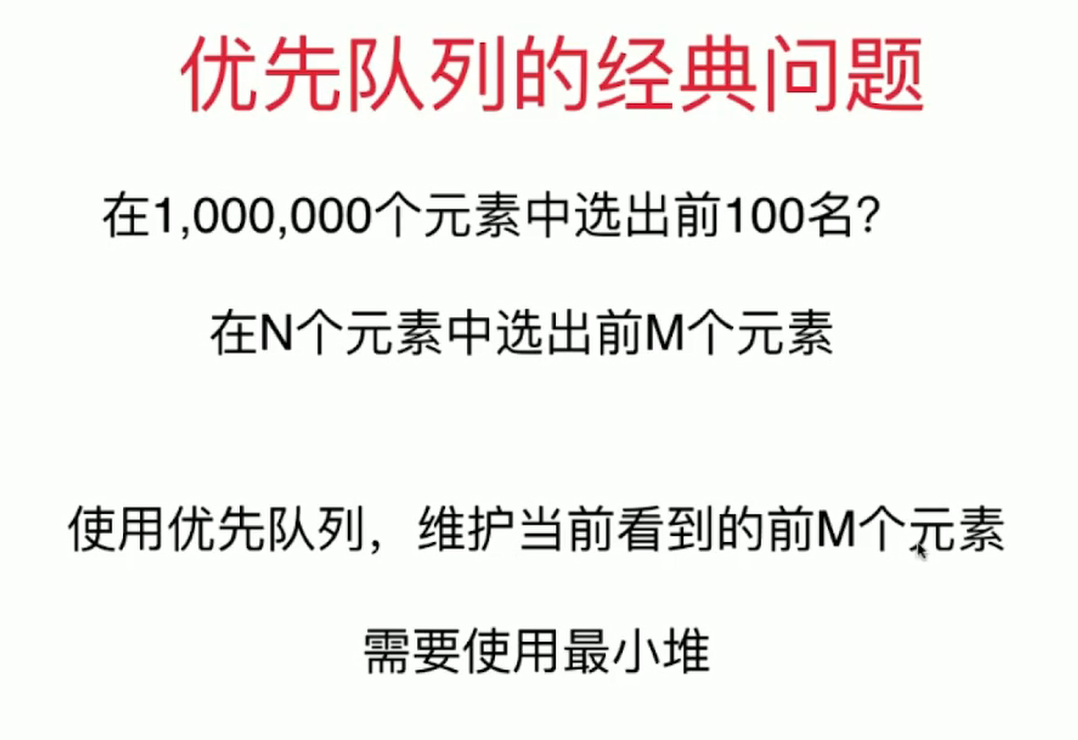 优先队列的经典问题
在1,000,000个元素中选出前100名？
在N个元素中选出前M个元素
使用优先队列，维护当前看到的前M个元素
需要使用最小堆